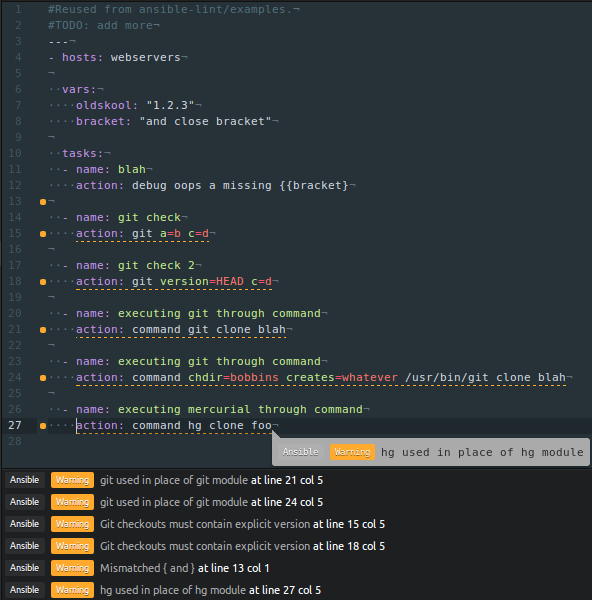 1 #Reused from ansible-lint/examples.¬
2 #TODO: add more¬
3 ---¬
4 - hosts: webservers¬
5 ¬
6 ··vars:¬
7 ····oldskool: "1.2.3"¬
8 ····bracket: "and close bracket"¬
9 ¬
10 ··tasks:¬
11 ··- name: blah¬
12 ····action: debug oops a missing {{bracket}¬
13 ¬
14 ··- name: git check¬
15 ····action: git a=b c=d¬
16 ¬
17 ··- name: git check 2¬
18 ····action: git version=HEAD c=d¬
19 ¬
20 ··- name: executing git through command¬
21 ····action: command git clone blah¬
22 ¬
23 ··- name: executing git through command¬
24 ····action: command chdir=bobbins creates=whatever /usr/bin/git clone blah¬
25 ¬
26 ··- name: executing mercurial through command¬
27 ····action: command hg clone foo¬
28
Ansible Warning hg used in place of hg module
Ansible Warning git used in place of git module at line 21 col 5
Ansible Warning git used in place of git module at line 24 col 5
Ansible Warning Git checkouts must contain explicit version at line 15 col 5
Ansible Warning Git checkouts must contain explicit version at line 18 col 5
Ansible Warning Mismatched { and } at line 13 col 1
Ansible Warning hg used in place of hg module at line 27 col 5